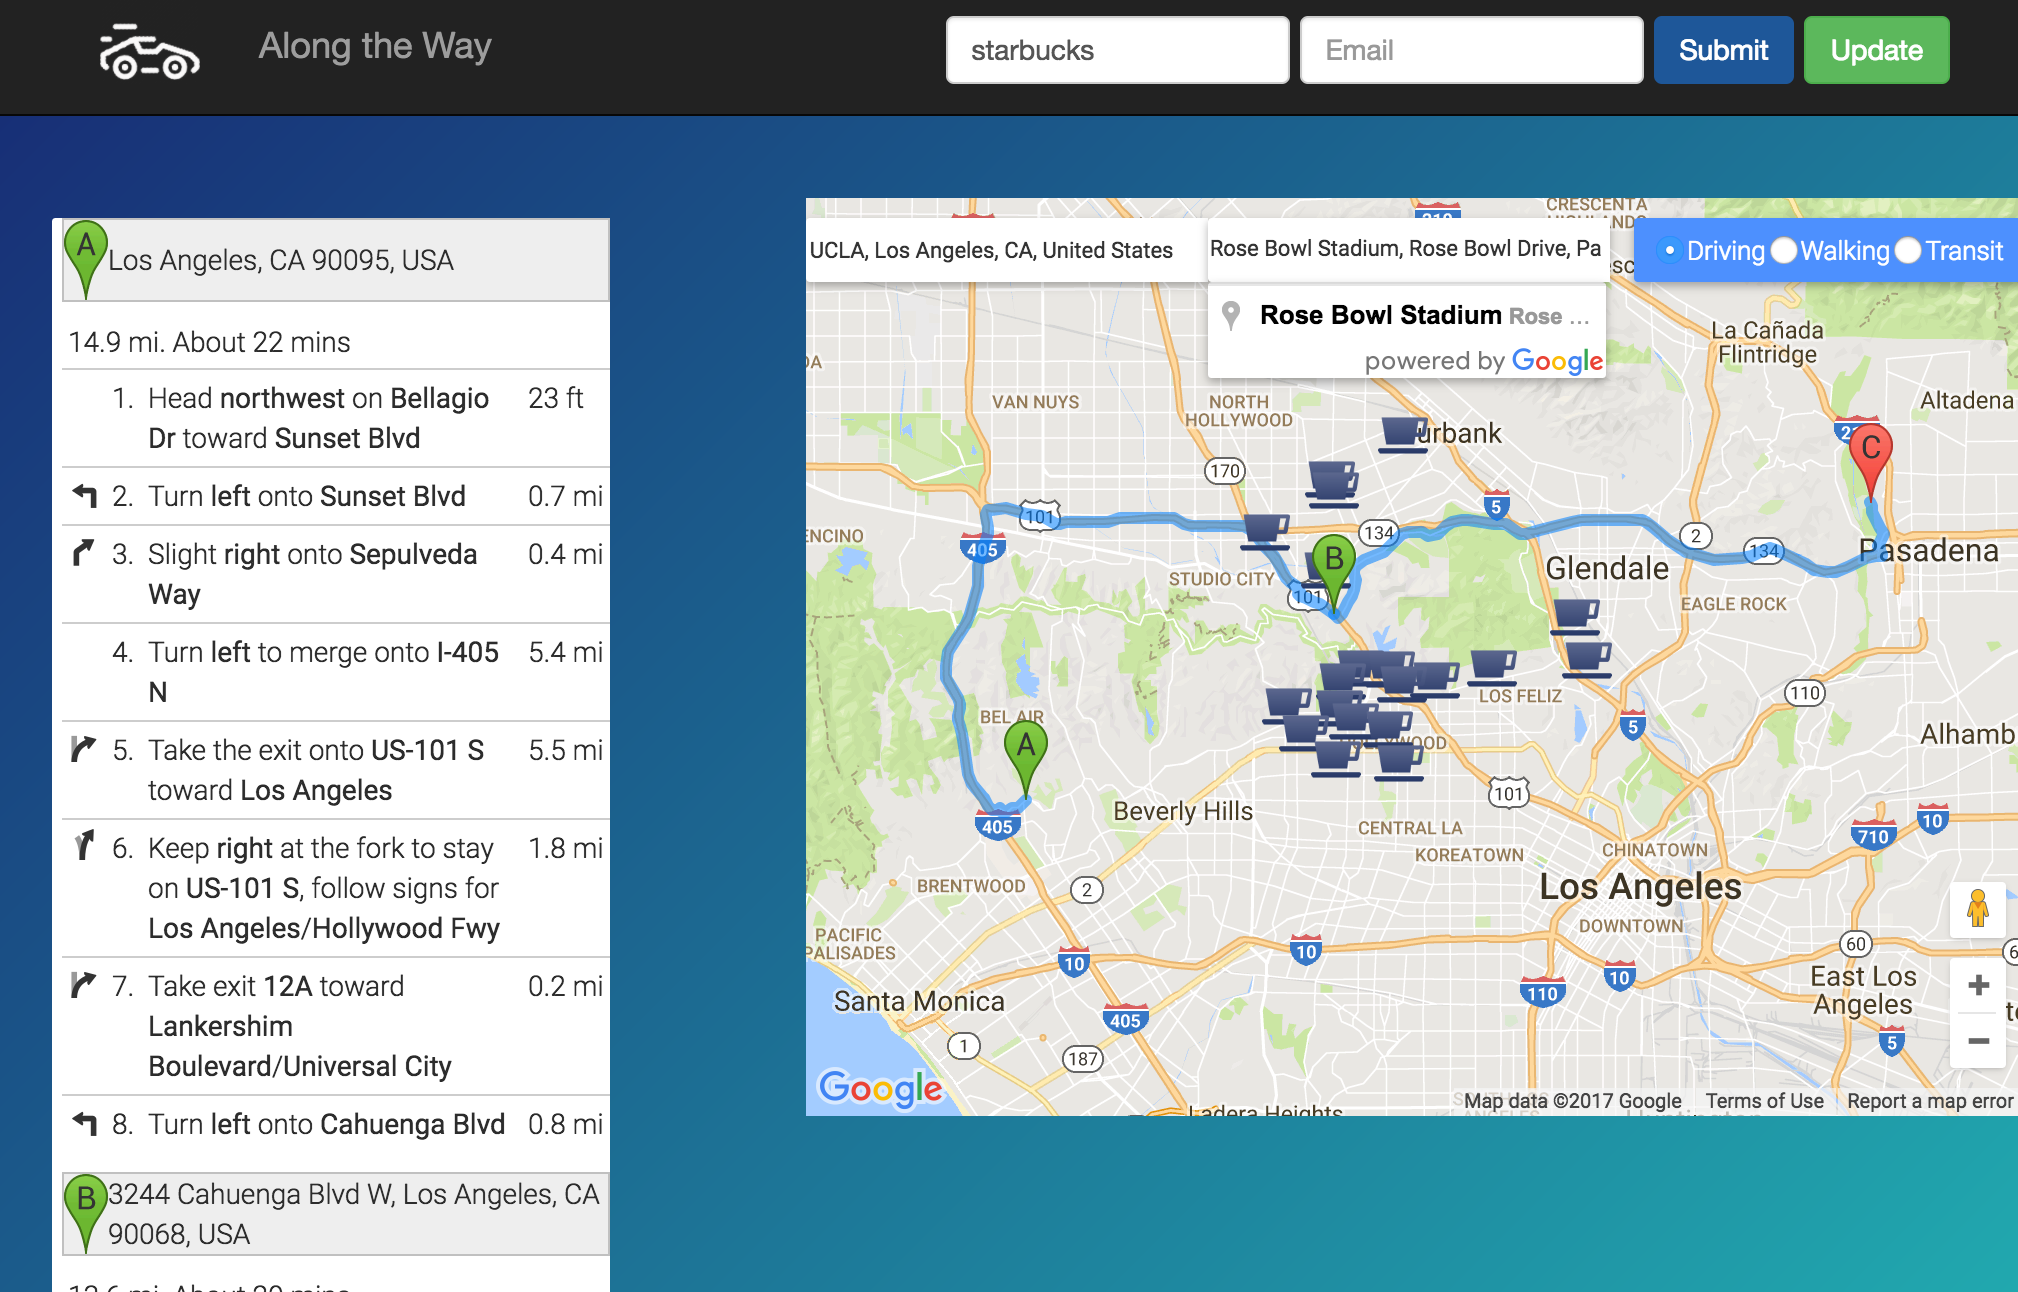 Along the Way
starbucks
Email
Submit
Update
A
Los Angeles, CA 90095, USA
14.9 mi. About 22 mins
1. Head northwest on Bellagio 23 ft
Dr toward Sunset Blvd
2. Turn left onto Sunset Blvd 0.7 mi
3. Slight right onto Sepulveda 0.4 mi
Way
4. Turn left to merge onto I-405 5.4 mi
N
5. Take the exit onto US-101 S 5.5 mi
toward Los Angeles
6. Keep right at the fork to stay 1.8 mi
on US-101 S, follow signs for
Los Angeles/Hollywood Fwy
7. Take exit 12A toward 0.2 mi
Lankershim
Boulevard/Universal City
8. Turn left onto Cahuenga Blvd 0.8 mi
B
3244 Cahuenga Blvd W, Los Angeles, CA
90068, USA
CRESCENTA
UCLA, Los Angeles, CA, United States
Rose Bowl Stadium, Rose Bowl Drive, Pa
Driving
Walking
Transit
Rose Bowl Stadium Rose ...
powered by Google
La Cañada
Flintridge
VAN NUYS
NORTH
HOLLYWOOD
Altadena
urbank
C
170
101
5
134
2
134
ENCINO
405
B
STUDIO CITY
101
Glendale
Pasadena
EAGLE ROCK
LOS FELIZ
110
BEL AIR
A
5
Alhamb
101
Beverly Hills
405
CENTRAL LA
KOREATOWN
CHINATOWN
710
10
BRENTWOOD
2
Los Angeles
DOWNTOWN
PACIFIC
PALISADES
10
10
60
6
110
10
East Los
Angeles
+
Santa Monica
405
5
−
1
187
Google
Ladera Heights
Map data ©2017 Google
Terms of Use
Report a map error